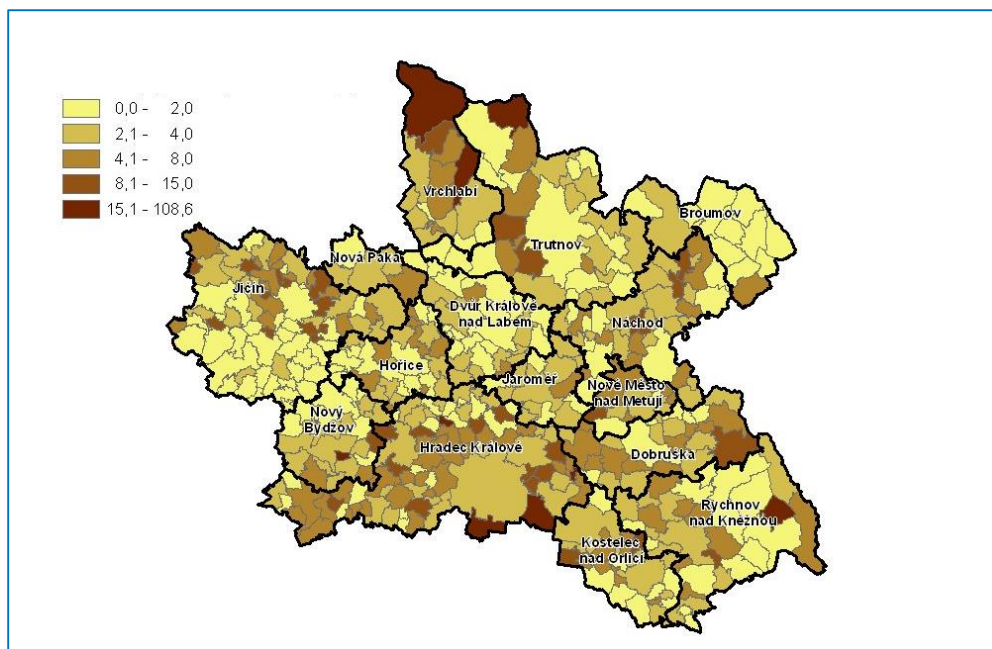 0,0 - 2,0
2,1 - 4,0
4,1 - 8,0
8,1 - 15,0
15,1 - 108,6
Vrchlabí
Broumov
Trutnov
Nová Paka
Jičín
Dvůr Králové
nad Labem
Náchod
Hořice
Jaroměř
Nové Město
nad Metují
Nový
Bydžov
Hradec Králové
Dobruška
Rychnov
nad Kněžnou
Kostelec
nad Orlicí